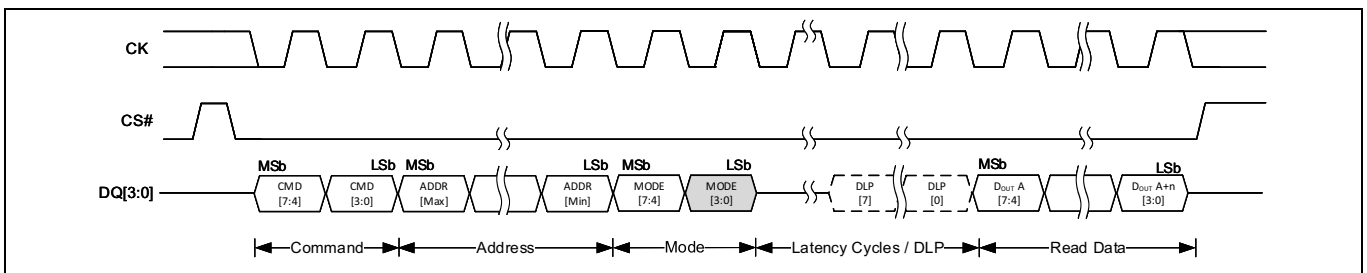 CK
CS#
MSb LSb MSb LSb MSb LSb MSb LSb
DQ[3:0] CMD [7:4] CMD [3:0] ADDR [Max] ADDR [Min] MODE [7:4] MODE [3:0] DLP [7] DLP [0] DOUT A [7:4] DOUT A+n [3:0]
Command Address Mode Latency Cycles / DLP Read Data